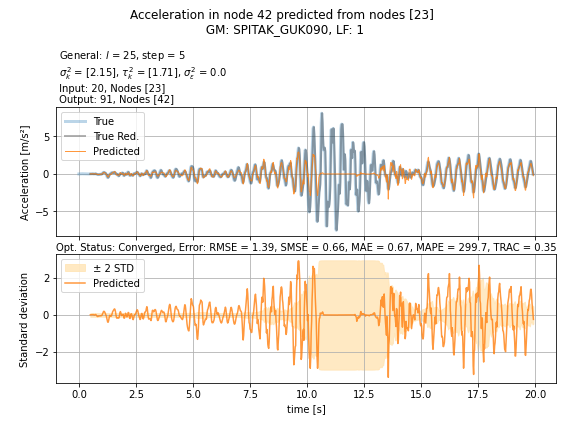 Acceleration in node 42 predicted from nodes [23]
GM: SPITAK_GUK090, LF: 1
General: l = 25, step = 5
σ_k² = [2.15], τ_k² = [1.71], σ_ε² = 0.0
Input: 20, Nodes [23]
Output: 91, Nodes [42]
True
True Red.
Predicted
Acceleration [m/s²]
5
0
−5
Opt. Status: Converged, Error: RMSE = 1.39, SMSE = 0.66, MAE = 0.67, MAPE = 299.7, TRAC = 0.35
± 2 STD
Predicted
Standard deviation
2
0
−2
0.0 2.5 5.0 7.5 10.0 12.5 15.0 17.5 20.0
time [s]